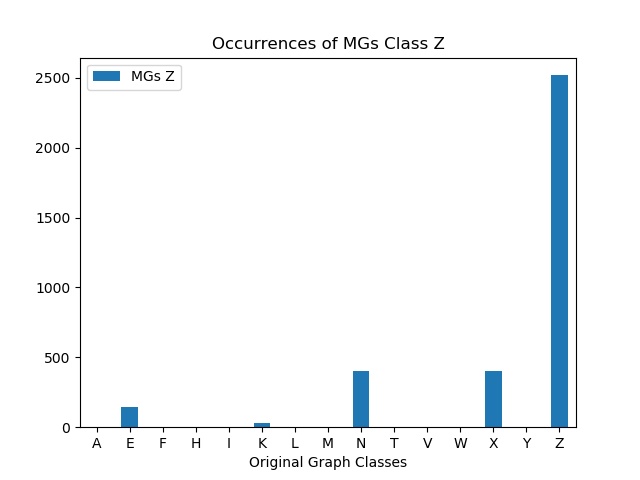 Occurrences of MGs Class Z
MGs Z
2500
2000
1500
1000
500
0
A E F H I K L M N T V W X Y Z
Original Graph Classes